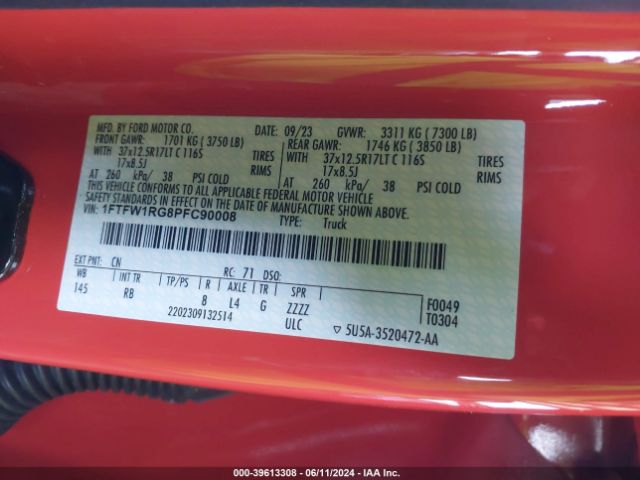 MFD. BY FORD MOTOR CO. DATE: 09/23 GVWR: 3311 KG ( 7300 LB)
FRONT GAWR: 1701 KG ( 3750 LB) REAR GAWR: 1746 KG ( 3850 LB)
WITH 37x12.5R17LT C 116S TIRES WITH 37x12.5R17LT C 116S TIRES
17x8.5J RIMS 17x8.5J RIMS
AT 260 kPa/ 38 PSI COLD AT 260 kPa/ 38 PSI COLD
THIS VEHICLE CONFORMS TO ALL APPLICABLE FEDERAL MOTOR VEHICLE
SAFETY STANDARDS IN EFFECT ON THE DATE OF MANUFACTURE SHOWN ABOVE.
VIN: 1FTFW1RG8PFC90008
TYPE: Truck
EXT PNT: RC: 71 DSO:
WB INT TR TP/PS R AXLE TR SPR
145 RB 8 L4 G ZZZZ F0049
2202309132514 ULC T0304
▽ 5U5A-3520472-AA
000-39613308 - 06/11/2024 - IAA Inc.